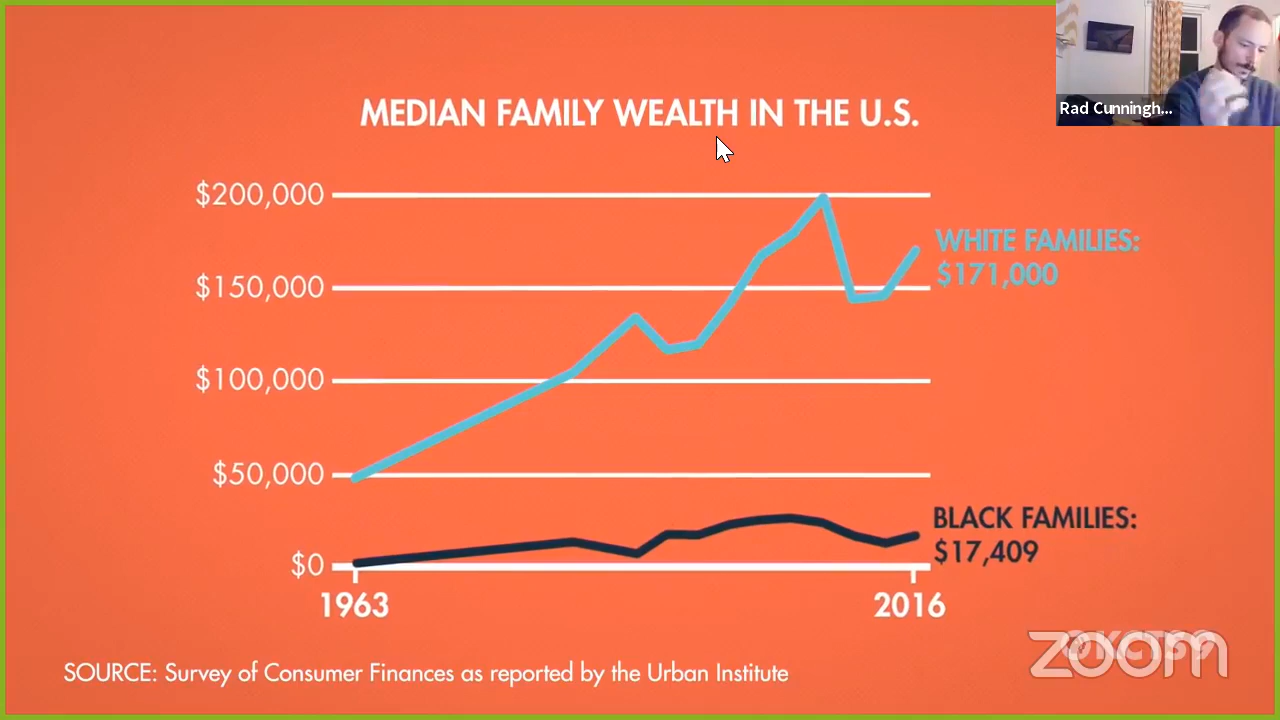 Rad Cunningh...
MEDIAN FAMILY WEALTH IN THE U.S.
$200,000
$150,000
$100,000
$50,000
$0
WHITE FAMILIES:
$171,000
BLACK FAMILIES:
$17,409
1963
2016
SOURCE: Survey of Consumer Finances as reported by the Urban Institute
KCTS9
zoom